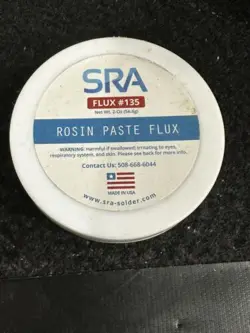 SRA
FLUX #135
Net Wt. 2 Oz (56.6g)
ROSIN PASTE FLUX
WARNING: Harmful if swallowed, irritating to eyes,
respiratory system, and skin. Please see back for more info.
Contact Us: 508-668-6044
MADE IN USA
www.sra-solder.com